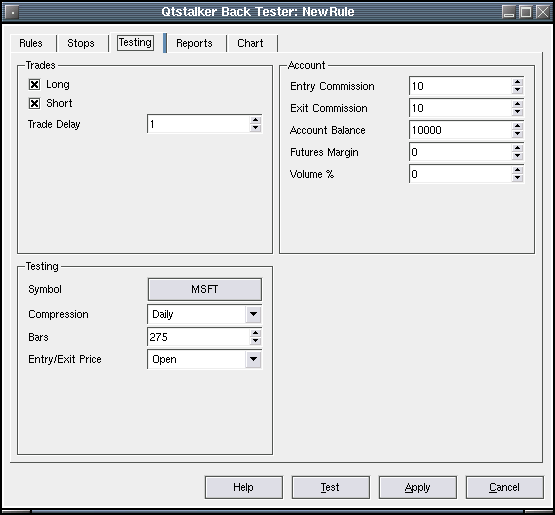 Qtstalker Back Tester: NewRule
Rules Stops Testing Reports Chart
Trades
Long
Short
Trade Delay 1
Account
Entry Commission 10
Exit Commission 10
Account Balance 10000
Futures Margin 0
Volume % 0
Testing
Symbol MSFT
Compression Daily
Bars 275
Entry/Exit Price Open
Help Test Apply Cancel